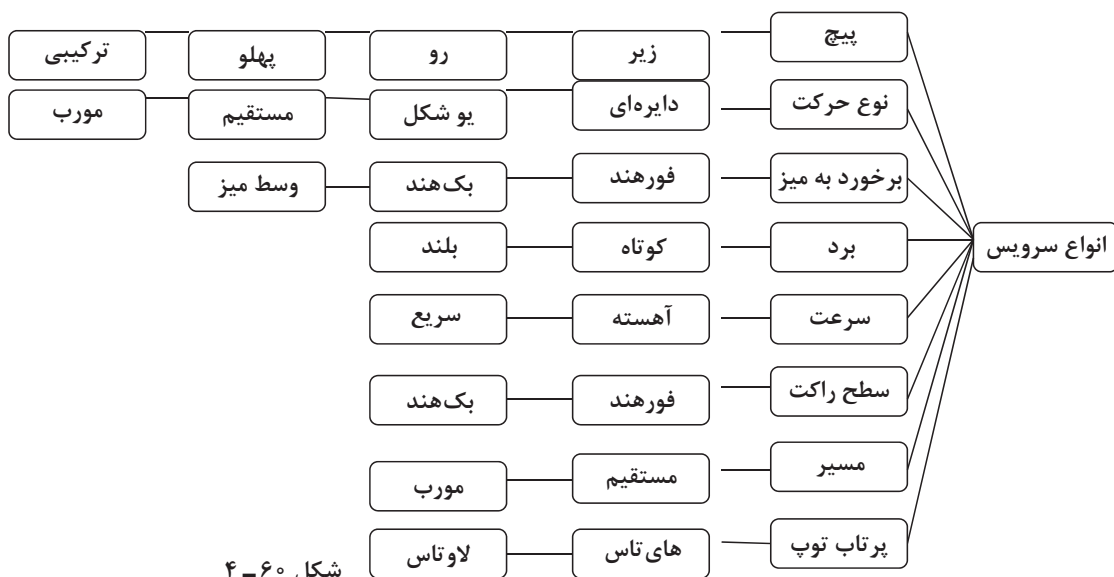 پیچ زیر رو پهلو ترکیبی
نوع حرکت دایره‌ای یو شکل مستقیم مورب
برخورد به میز فورهند بک‌هند وسط میز
انواع سرویس برد کوتاه بلند
سرعت آهسته سریع
سطح راکت فورهند بک‌هند
مسیر مستقیم مورب
پرتاب توپ های‌تاس لاوتاس
شکل ۶۰ ـ ۴